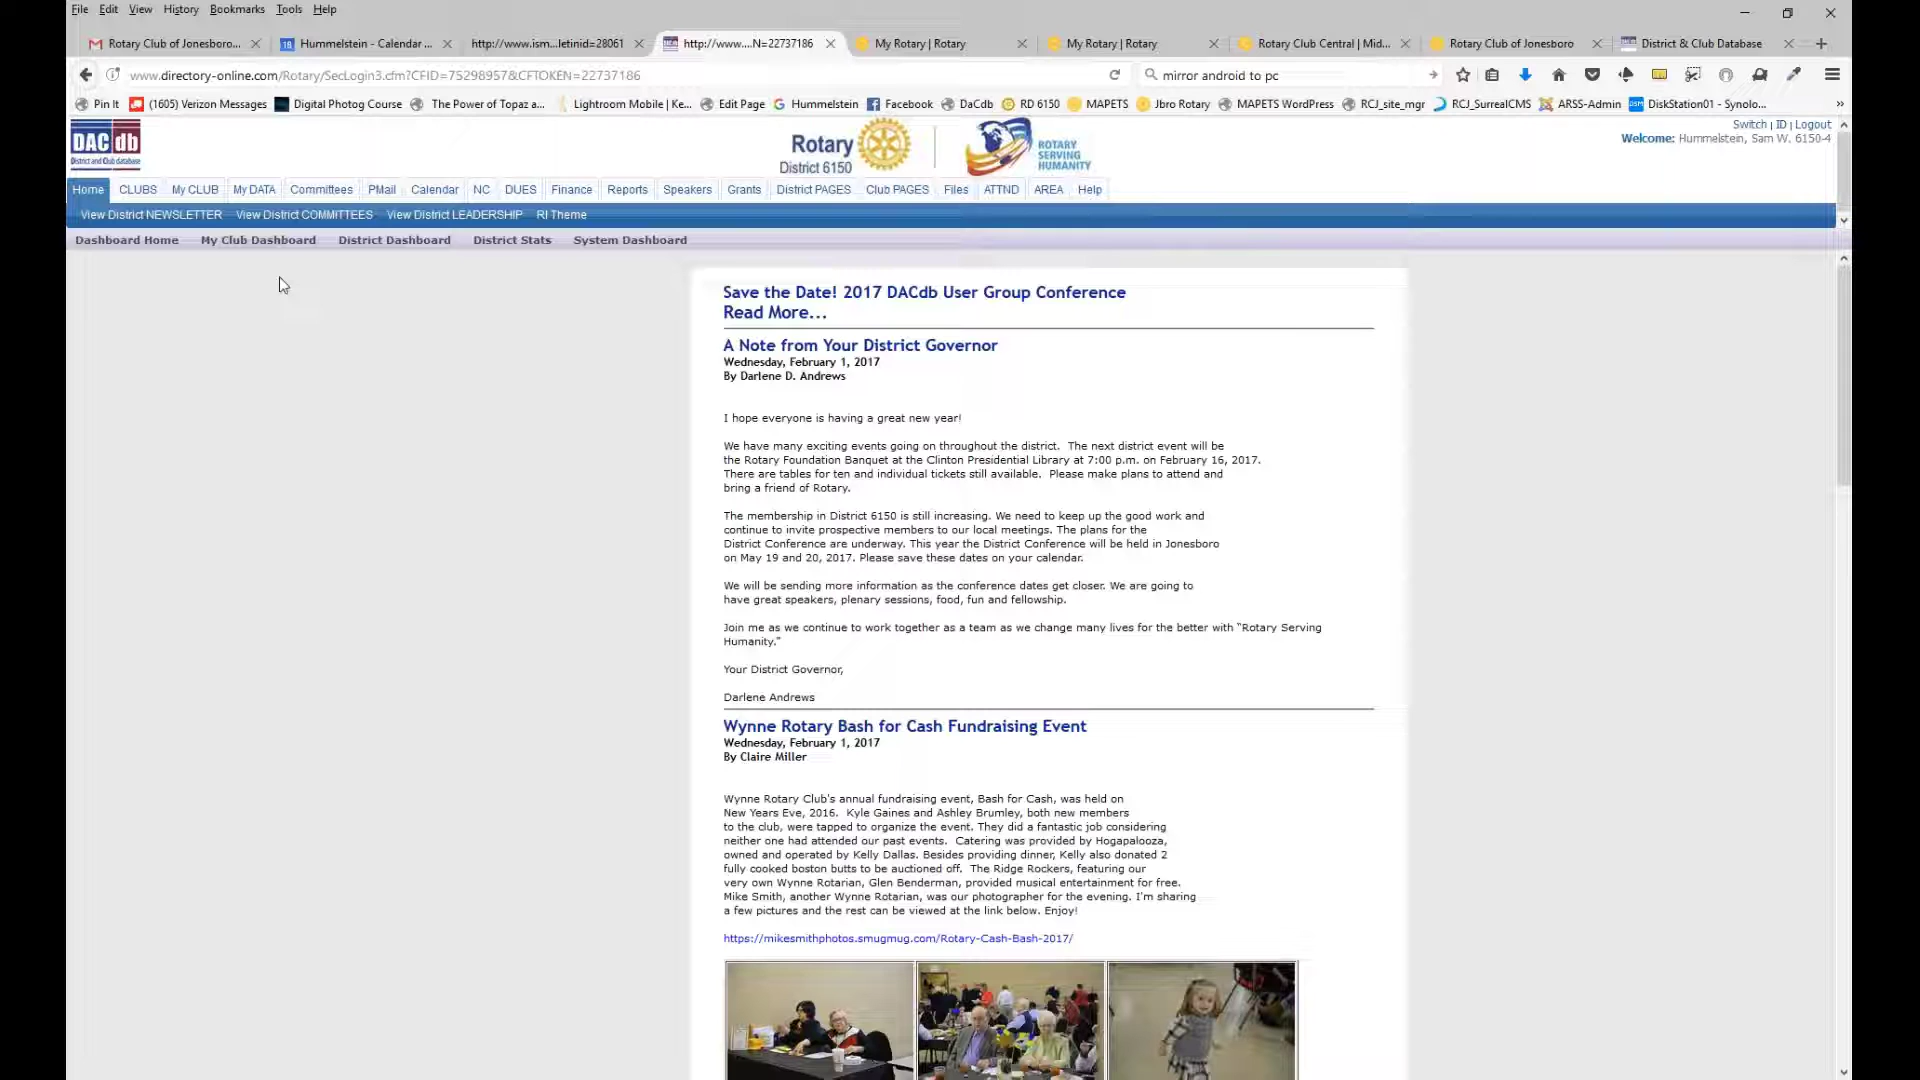 File Edit View History Bookmarks Tools Help
Rotary Club of Jonesboro... Hummelstein - Calendar ... http://www.ism...letinid=28061 http://www....N=22737186 My Rotary | Rotary My Rotary | Rotary Rotary Club Central | Mid... Rotary Club of Jonesboro District & Club Database
www.directory-online.com/Rotary/SecLogin3.cfm?CFID=75298957&CFTOKEN=22737186 mirror android to pc
Pin It (1605) Verizon Messages Digital Photog Course The Power of Topaz a... Lightroom Mobile | Ke... Edit Page Hummelstein Facebook DaCdb RD 6150 MAPETS Jbro Rotary MAPETS WordPress RCJ_site_mgr RCJ_SurrealCMS ARSS-Admin DiskStation01 - Synolo...
DACdb
District and Club database
Rotary
District 6150
ROTARY
SERVING
HUMANITY
Switch | ID | Logout
Welcome: Hummelstein, Sam W. 6150-4
Home CLUBS My CLUB My DATA Committees PMail Calendar NC DUES Finance Reports Speakers Grants District PAGES Club PAGES Files ATTND AREA Help
View District NEWSLETTER View District COMMITTEES View District LEADERSHIP RI Theme
Dashboard Home My Club Dashboard District Dashboard District Stats System Dashboard
Save the Date! 2017 DACdb User Group Conference
Read More...
A Note from Your District Governor
Wednesday, February 1, 2017
By Darlene D. Andrews
I hope everyone is having a great new year!
We have many exciting events going on throughout the district. The next district event will be
the Rotary Foundation Banquet at the Clinton Presidential Library at 7:00 p.m. on February 16, 2017.
There are tables for ten and individual tickets still available. Please make plans to attend and
bring a friend of Rotary.
The membership in District 6150 is still increasing. We need to keep up the good work and
continue to invite prospective members to our local meetings. The plans for the
District Conference are underway. This year the District Conference will be held in Jonesboro
on May 19 and 20, 2017. Please save these dates on your calendar.
We will be sending more information as the conference dates get closer. We are going to
have great speakers, plenary sessions, food, fun and fellowship.
Join me as we continue to work together as a team as we change many lives for the better with “Rotary Serving
Humanity.”
Your District Governor,
Darlene Andrews
Wynne Rotary Bash for Cash Fundraising Event
Wednesday, February 1, 2017
By Claire Miller
Wynne Rotary Club's annual fundraising event, Bash for Cash, was held on
New Years Eve, 2016. Kyle Gaines and Ashley Brumley, both new members
to the club, were tapped to organize the event. They did a fantastic job considering
neither one had attended our past events. Catering was provided by Hogapalooza,
owned and operated by Kelly Dallas. Besides providing dinner, Kelly also donated 2
fully cooked boston butts to be auctioned off. The Ridge Rockers, featuring our
very own Wynne Rotarian, Glen Benderman, provided musical entertainment for free.
Mike Smith, another Wynne Rotarian, was our photographer for the evening. I'm sharing
a few pictures and the rest can be viewed at the link below. Enjoy!
https://mikesmithphotos.smugmug.com/Rotary-Cash-Bash-2017/